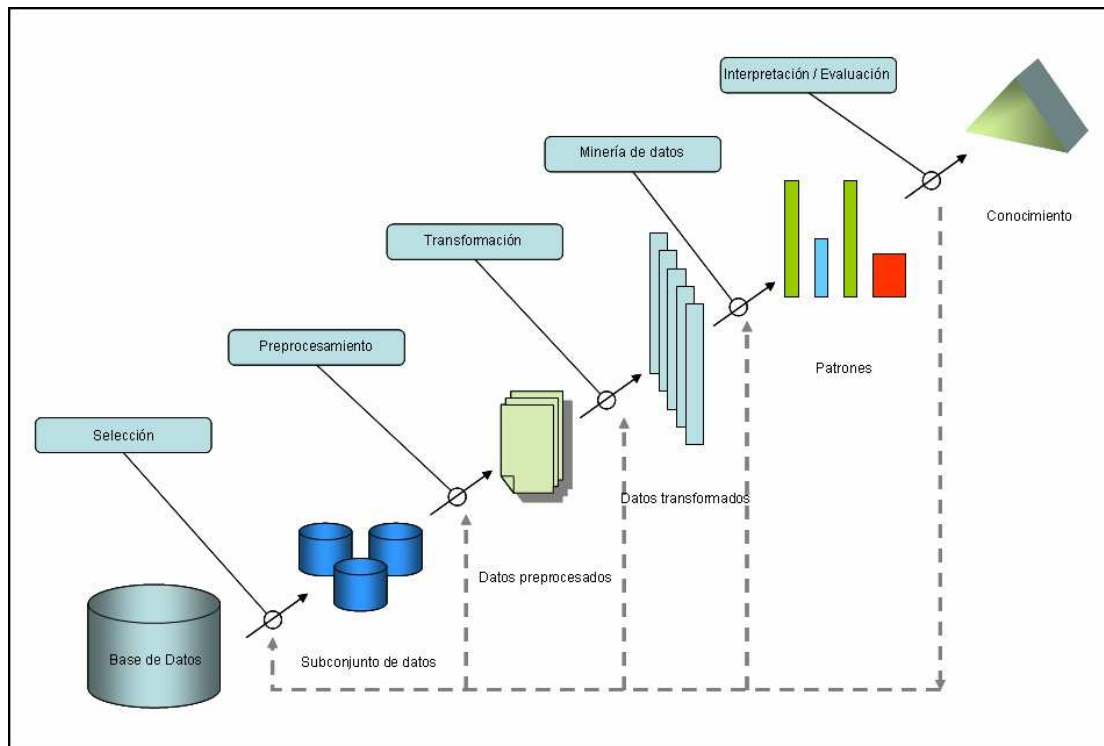 Interpretación / Evaluación
Minería de datos
Conocimiento
Transformación
Preprocesamiento
Patrones
Selección
Datos transformados
Datos preprocesados
Base de Datos
Subconjunto de datos